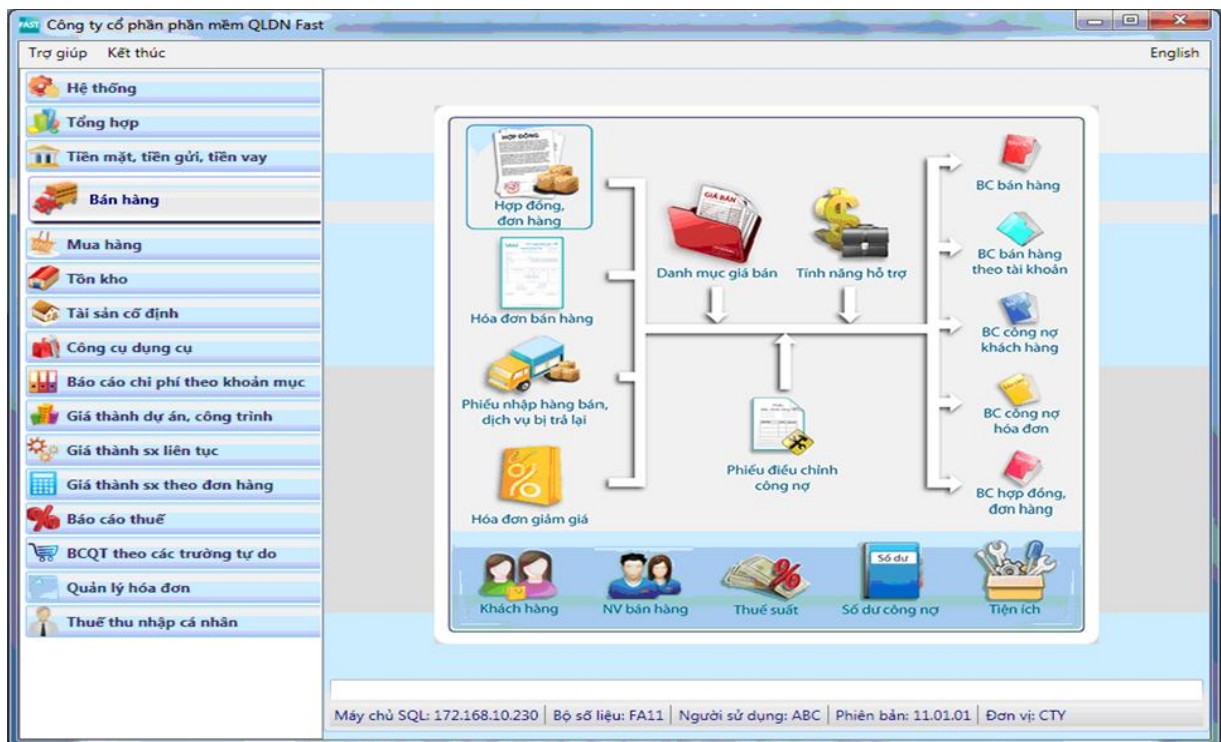 FAST Công ty cổ phần phần mềm QLDN Fast
Trợ giúp Kết thúc English
Hệ thống
Tổng hợp
Tiền mặt, tiền gửi, tiền vay
Bán hàng
Mua hàng
Tồn kho
Tài sản cố định
Công cụ dụng cụ
Báo cáo chi phí theo khoản mục
Giá thành dự án, công trình
Giá thành sx liên tục
Giá thành sx theo đơn hàng
Báo cáo thuế
BCQT theo các trường tự do
Quản lý hóa đơn
Thuế thu nhập cá nhân
HỢP ĐỒNG
Hợp đồng,
đơn hàng
Hóa đơn bán hàng
Phiếu nhập hàng bán,
dịch vụ bị trả lại
Hóa đơn giảm giá
GIÁ BÁN
Danh mục giá bán
Tính năng hỗ trợ
Phiếu điều chỉnh
công nợ
BC bán hàng
BC bán hàng
theo tài khoản
BC công nợ
khách hàng
BC công nợ
hóa đơn
BC hợp đồng,
đơn hàng
Khách hàng
NV bán hàng
Thuế suất
Số dư
Số dư công nợ
Tiện ích
Máy chủ SQL: 172.168.10.230 Bộ số liệu: FA11 Người sử dụng: ABC Phiên bản: 11.01.01 Đơn vị: CTY